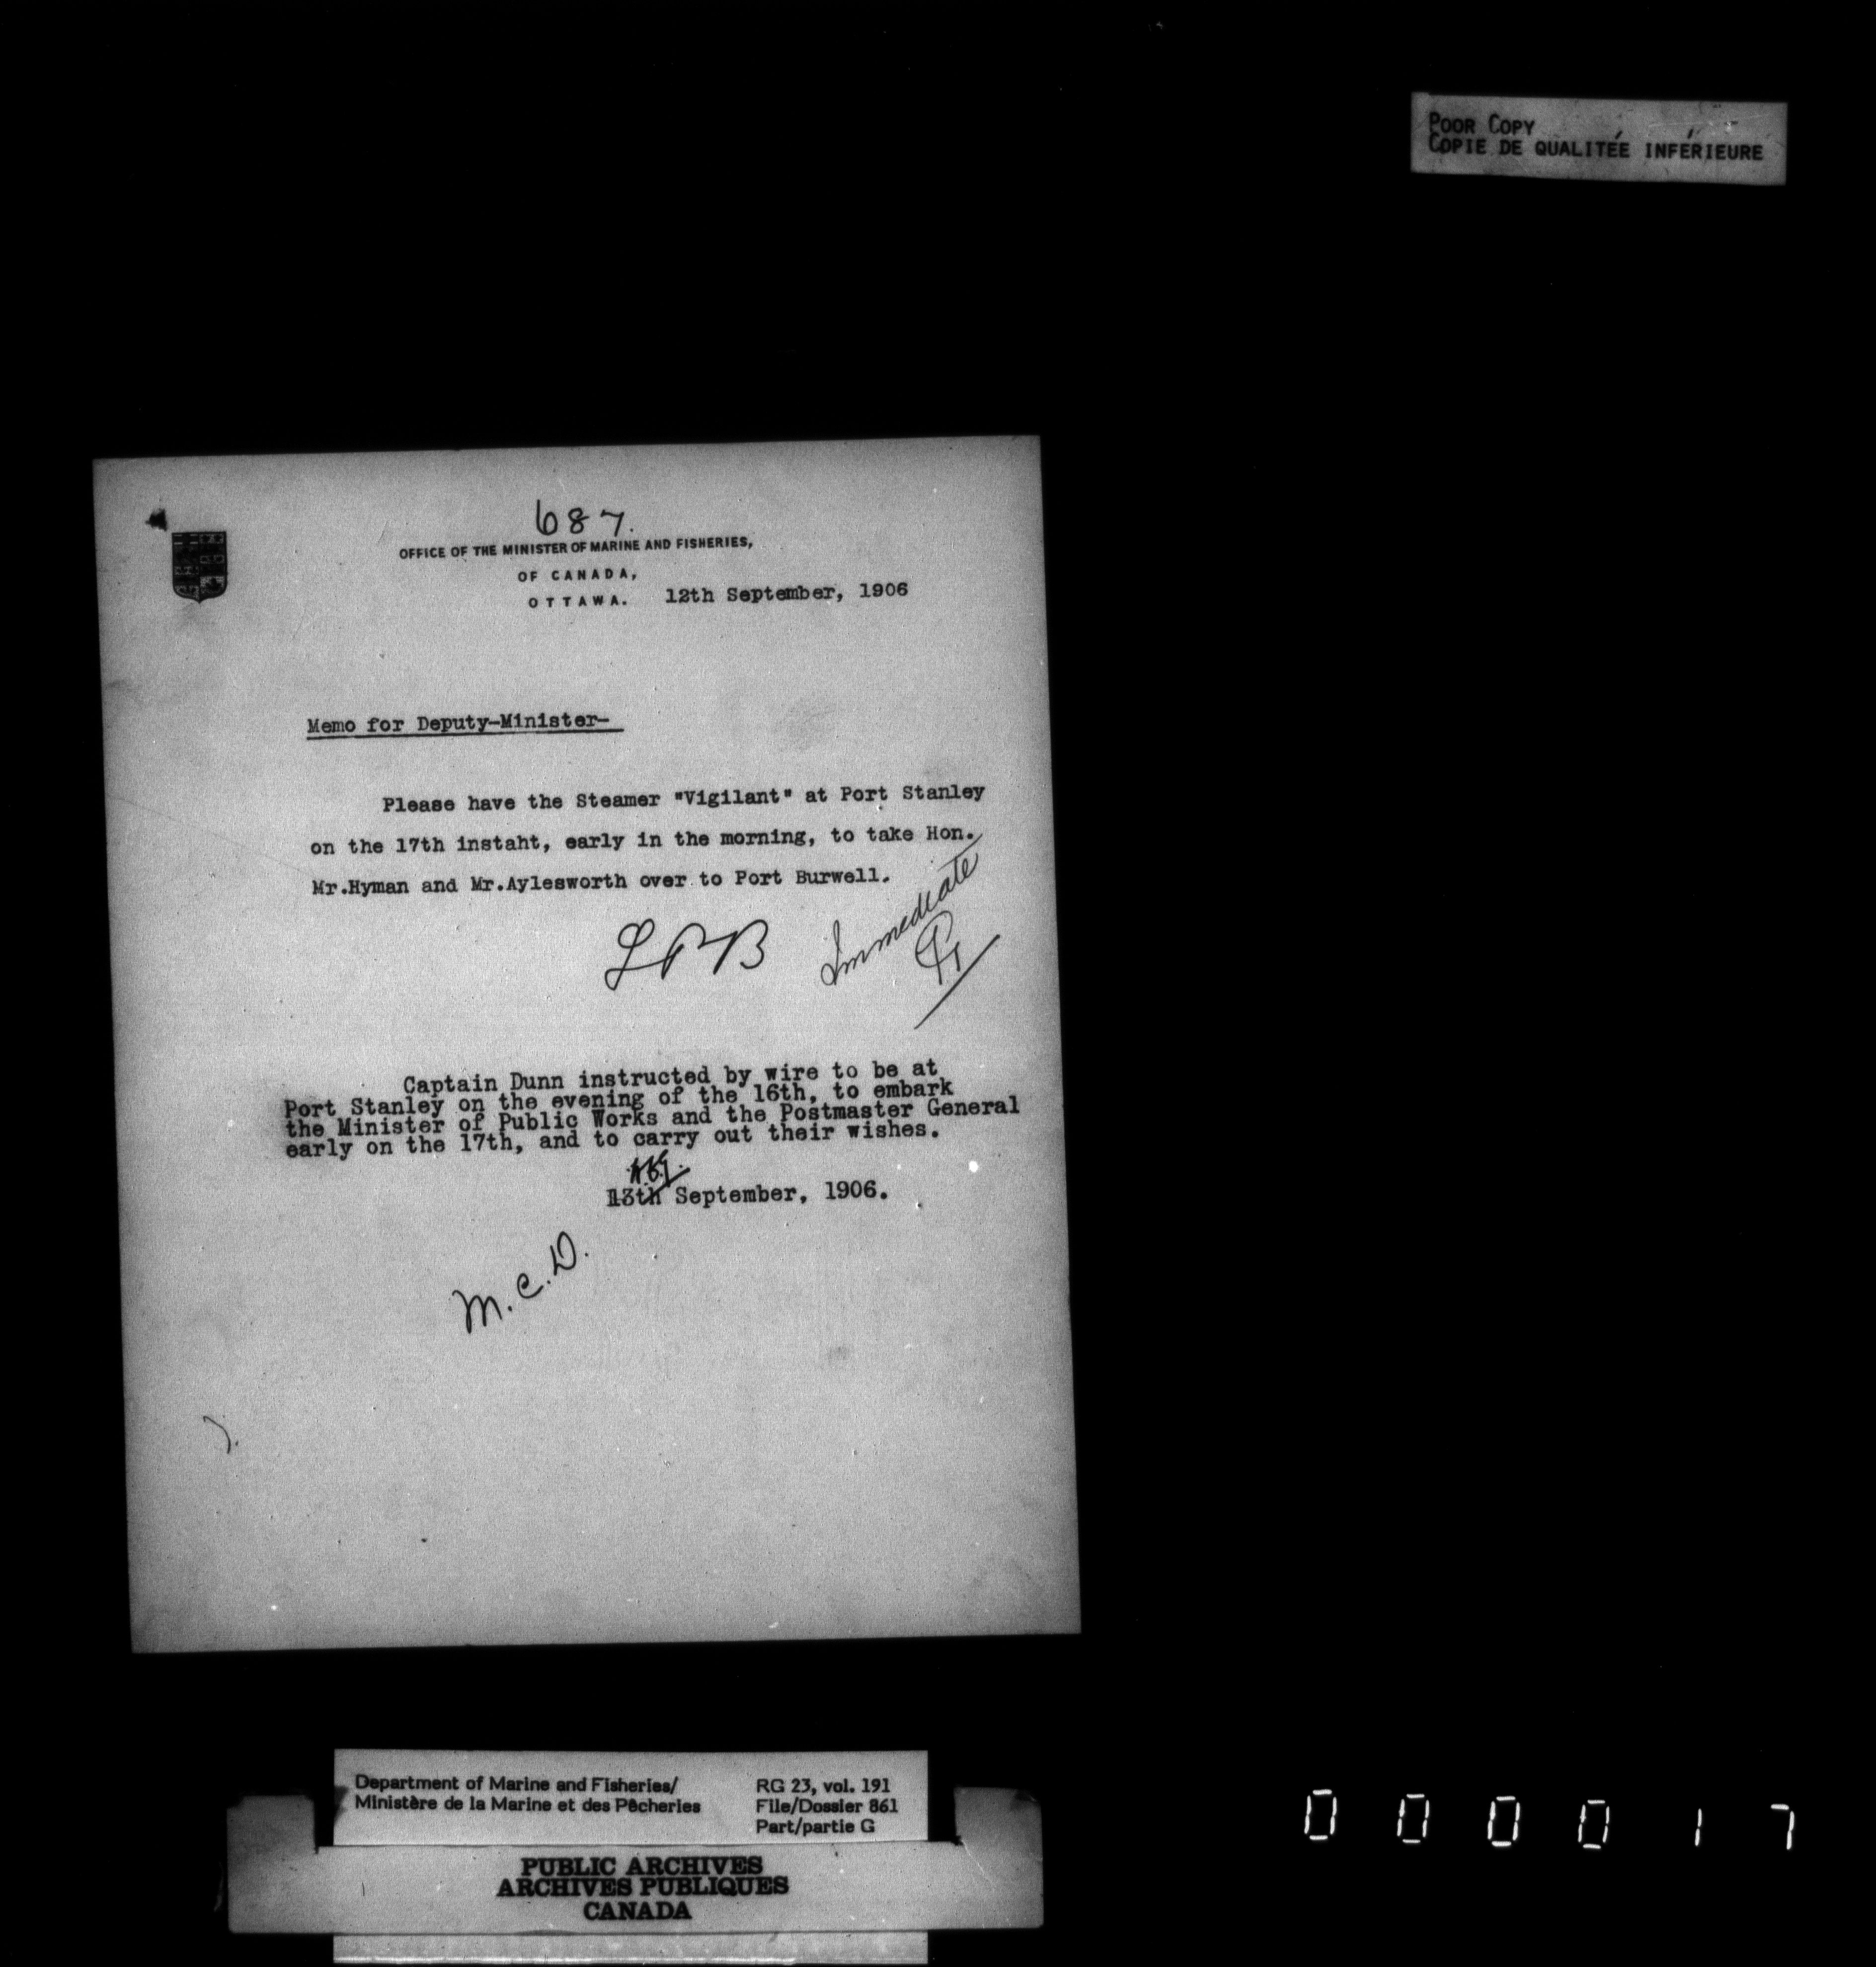 POOR COPY
COPIE DE QUALITÉE INFÉRIEURE
687.
OFFICE OF THE MINISTER OF MARINE AND FISHERIES,
OF CANADA,
OTTAWA. 12th September, 1906
Memo for Deputy-Minister-
Please have the Steamer "Vigilant" at Port Stanley
on the 17th instaht, early in the morning, to take Hon.
Mr.Hyman and Mr.Aylesworth over to Port Burwell.
LPB
Immediate
Captain Dunn instructed by wire to be at
Port Stanley on the evening of the 16th, to embark
the Minister of Public Works and the Postmaster General
early on the 17th, and to carry out their wishes.
13th September, 1906.
M.C.D.
Department of Marine and Fisheries/ RG 23, vol. 191
Ministère de la Marine et des Pêcheries File/Dossier 861
Part/partie G
PUBLIC ARCHIVES
ARCHIVES PUBLIQUES
CANADA
000017